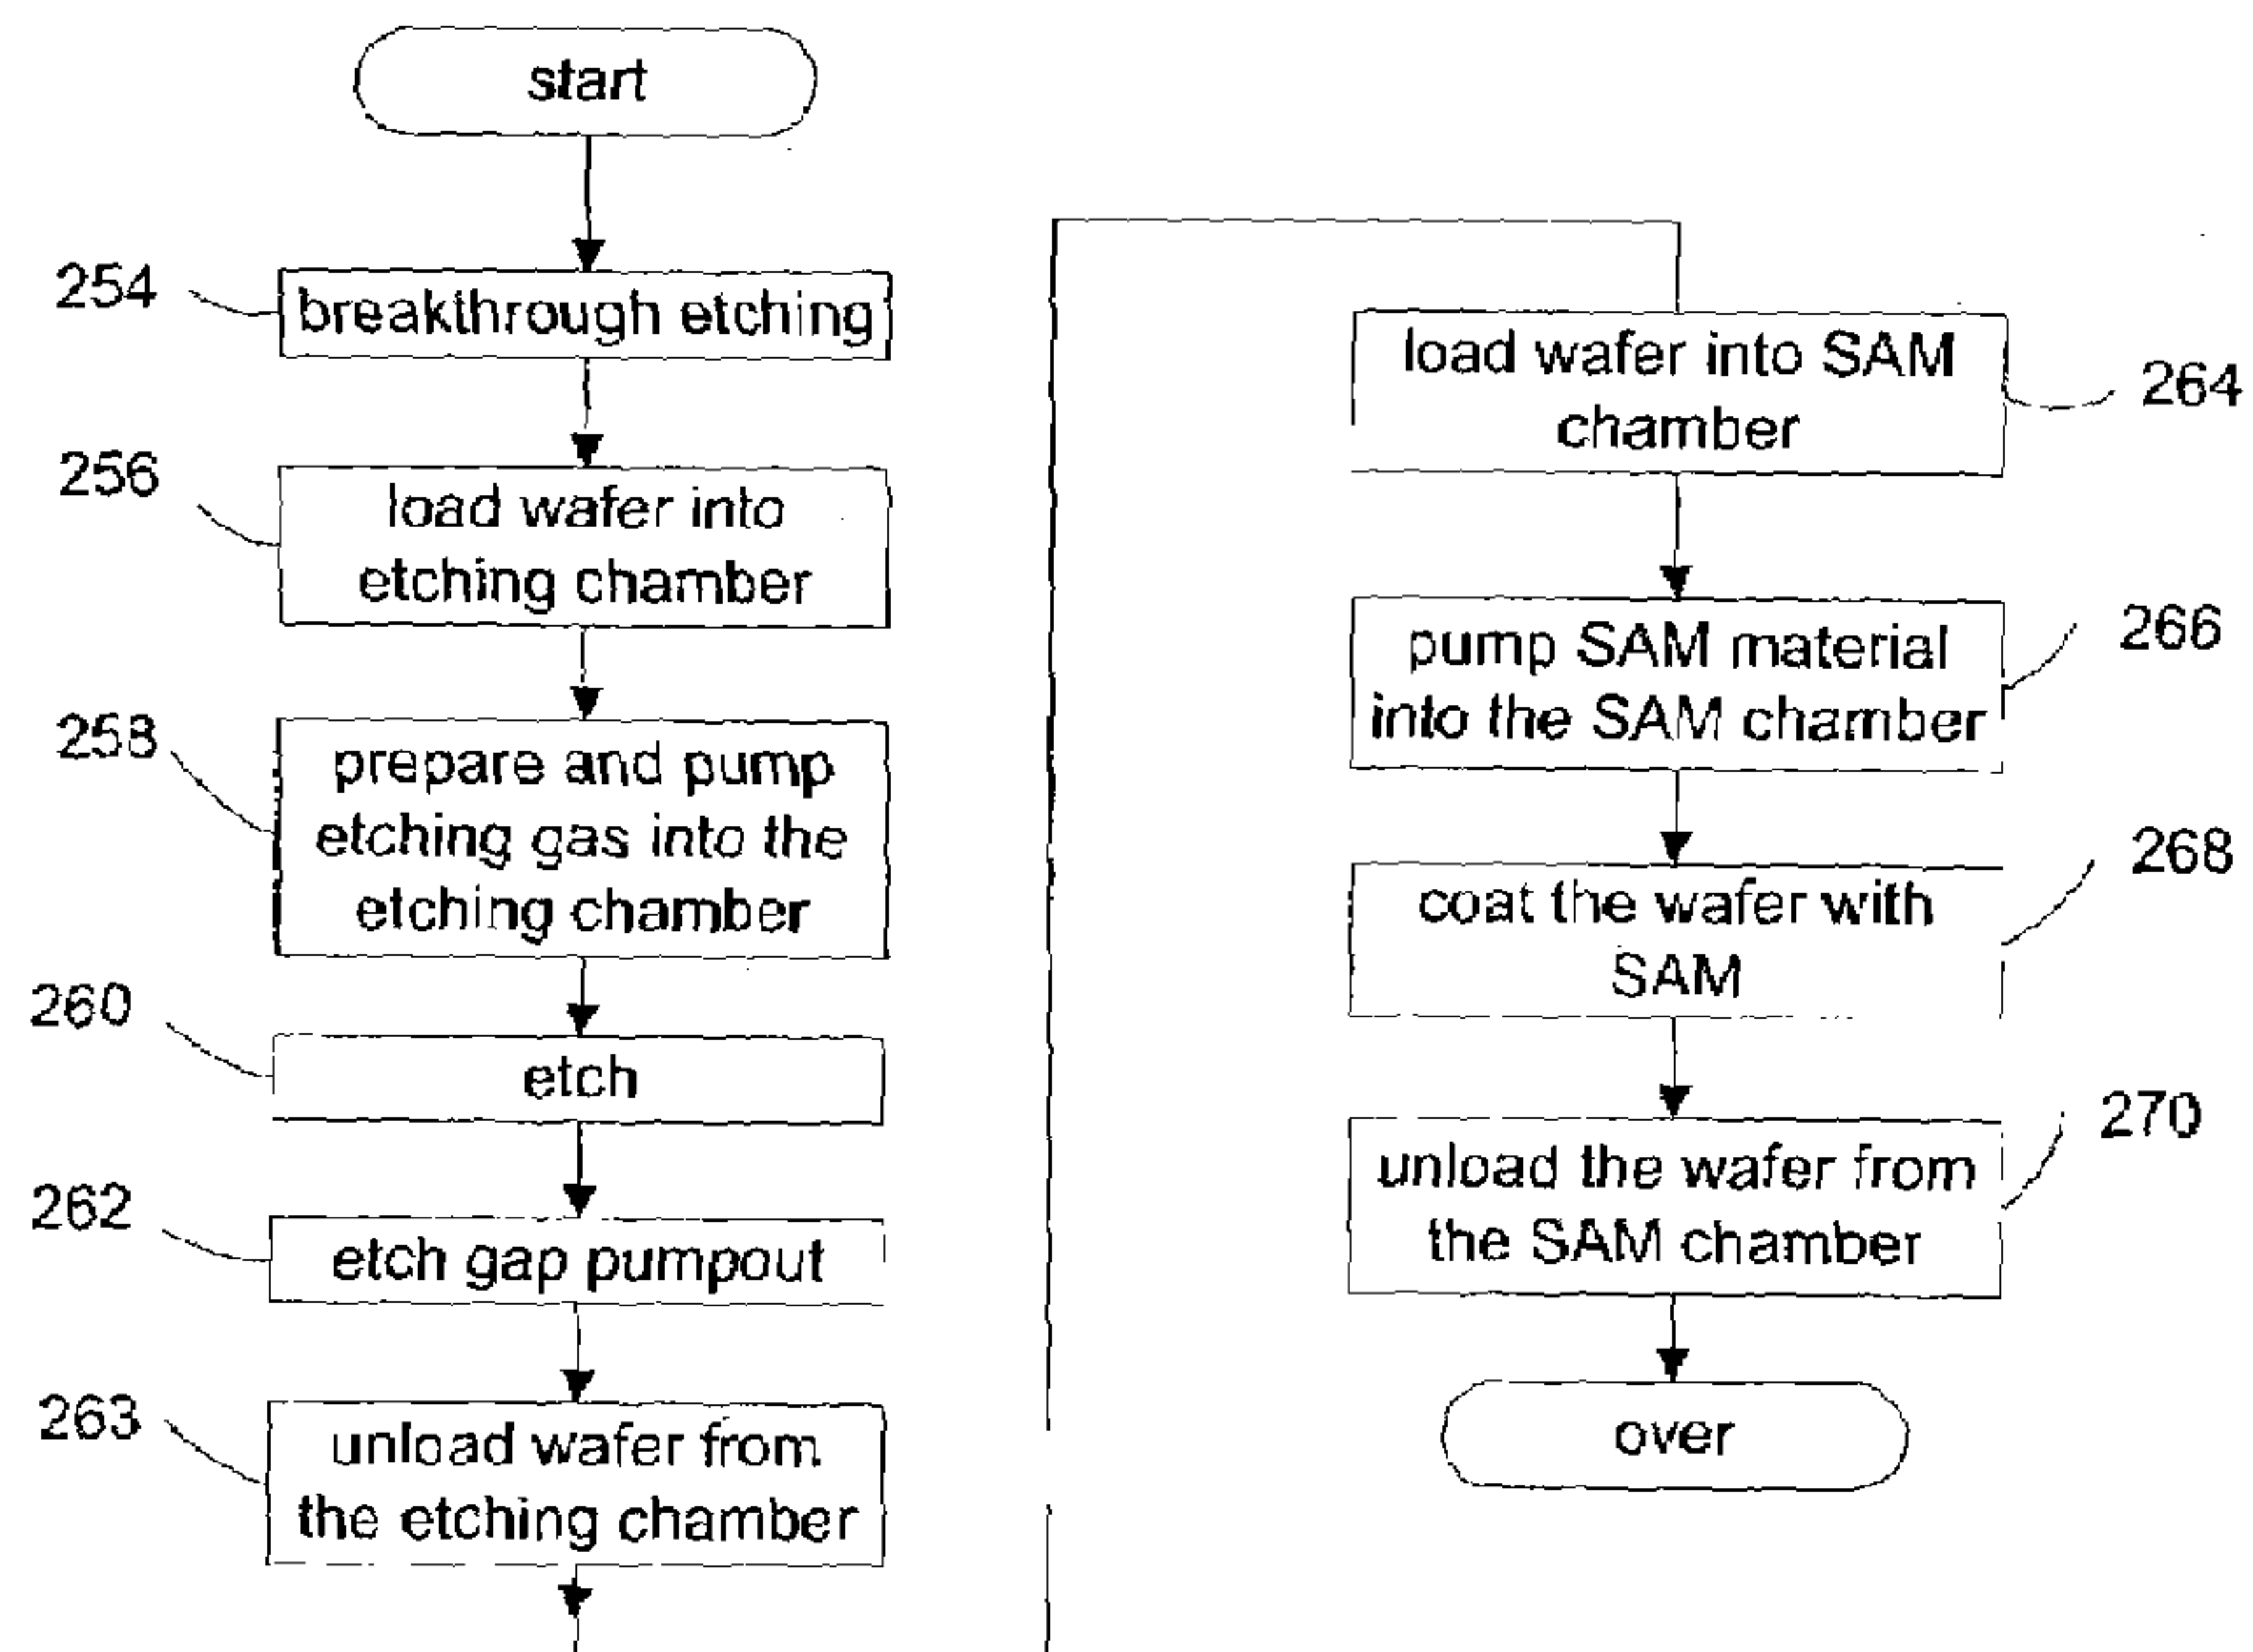 start
254
breakthrough etching
256
load wafer into
etching chamber
258
prepare and pump
etching gas into the
etching chamber
260
etch
262
etch gap pumpout
263
unload wafer from
the etching chamber
load wafer into SAM
chamber
264
pump SAM material
into the SAM chamber
266
coat the wafer with
SAM
268
unload the wafer from
the SAM chamber
270
over